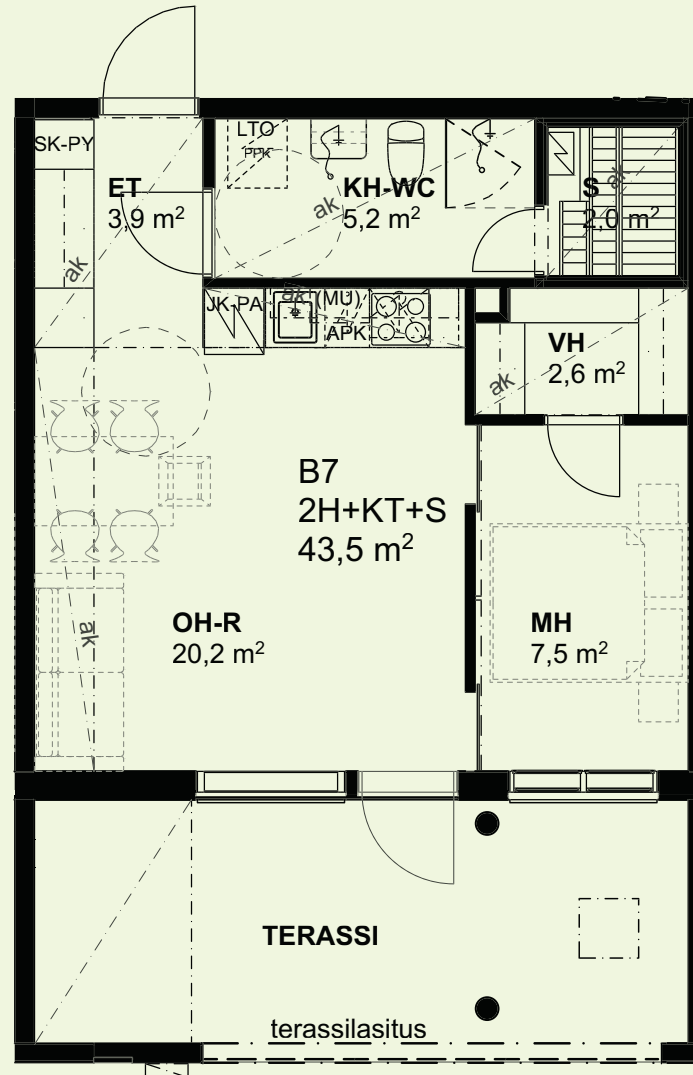 LTO
PPK
SK-PY
ET
3,9 m²
KH-WC
5,2 m²
ak
S
2,0 m²
ak
ak
JK-PA
ak
(MU)
APK
VH
2,6 m²
ak
B7
2H+KT+S
43,5 m²
OH-R
20,2 m²
ak
MH
7,5 m²
TERASSI
terassilasitus